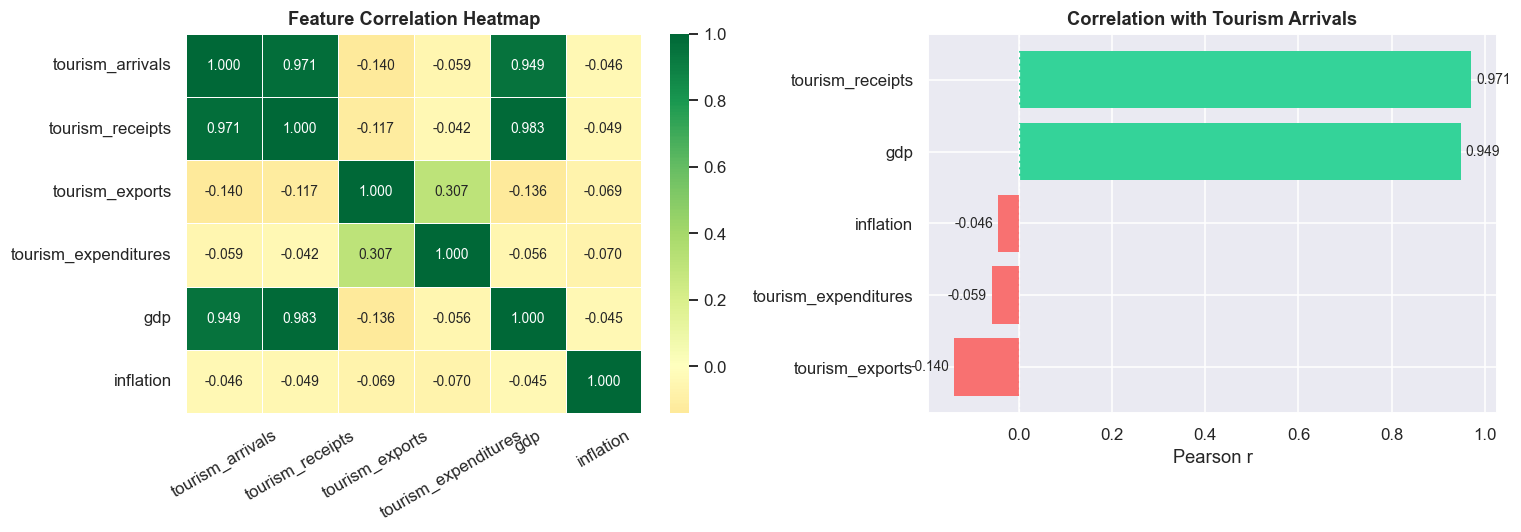 Feature Correlation Heatmap
tourism_arrivals 1.000 0.971 -0.140 -0.059 0.949 -0.046
tourism_receipts 0.971 1.000 -0.117 -0.042 0.983 -0.049
tourism_exports -0.140 -0.117 1.000 0.307 -0.136 -0.069
tourism_expenditures -0.059 -0.042 0.307 1.000 -0.056 -0.070
gdp 0.949 0.983 -0.136 -0.056 1.000 -0.045
inflation -0.046 -0.049 -0.069 -0.070 -0.045 1.000
tourism_arrivals tourism_receipts tourism_exports tourism_expenditures gdp inflation
1.0
0.8
0.6
0.4
0.2
0.0
Correlation with Tourism Arrivals
tourism_receipts 0.971
gdp 0.949
inflation -0.046
tourism_expenditures -0.059
tourism_exports -0.140
0.0 0.2 0.4 0.6 0.8 1.0
Pearson r